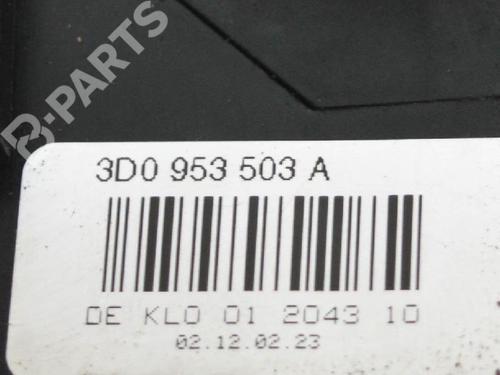 B-PARTS
3D0 953 503 A
DE KLO 01 2043 10
02.12.02.23